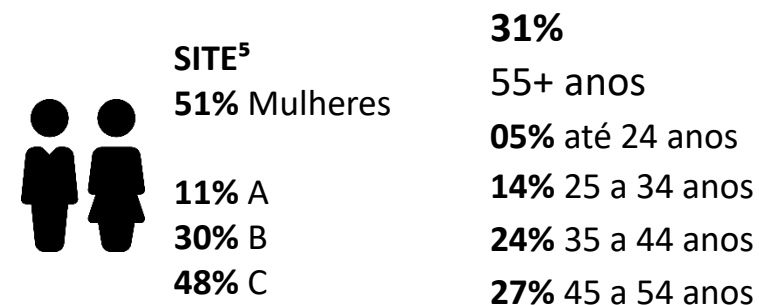 SITE⁵
51% Mulheres
11% A
30% B
48% C
31%
55+ anos
05% até 24 anos
14% 25 a 34 anos
24% 35 a 44 anos
27% 45 a 54 anos